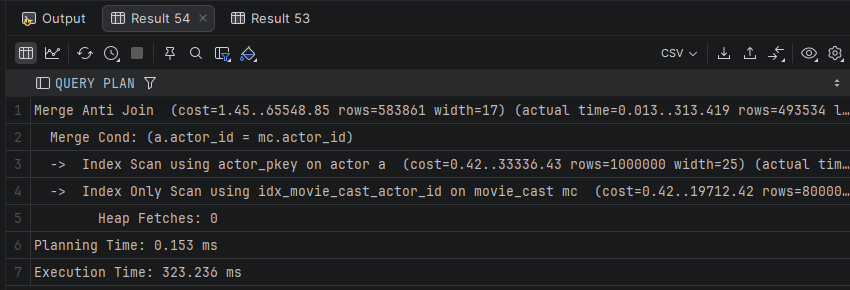 Output
Result 54
Result 53
CSV
QUERY PLAN
1 Merge Anti Join  (cost=1.45..65548.85 rows=583861 width=17) (actual time=0.013..313.419 rows=493534 l…
2 Merge Cond: (a.actor_id = mc.actor_id)
3 ->  Index Scan using actor_pkey on actor a  (cost=0.42..33336.43 rows=1000000 width=25) (actual tim…
4 ->  Index Only Scan using idx_movie_cast_actor_id on movie_cast mc  (cost=0.42..19712.42 rows=80000…
5 Heap Fetches: 0
6 Planning Time: 0.153 ms
7 Execution Time: 323.236 ms